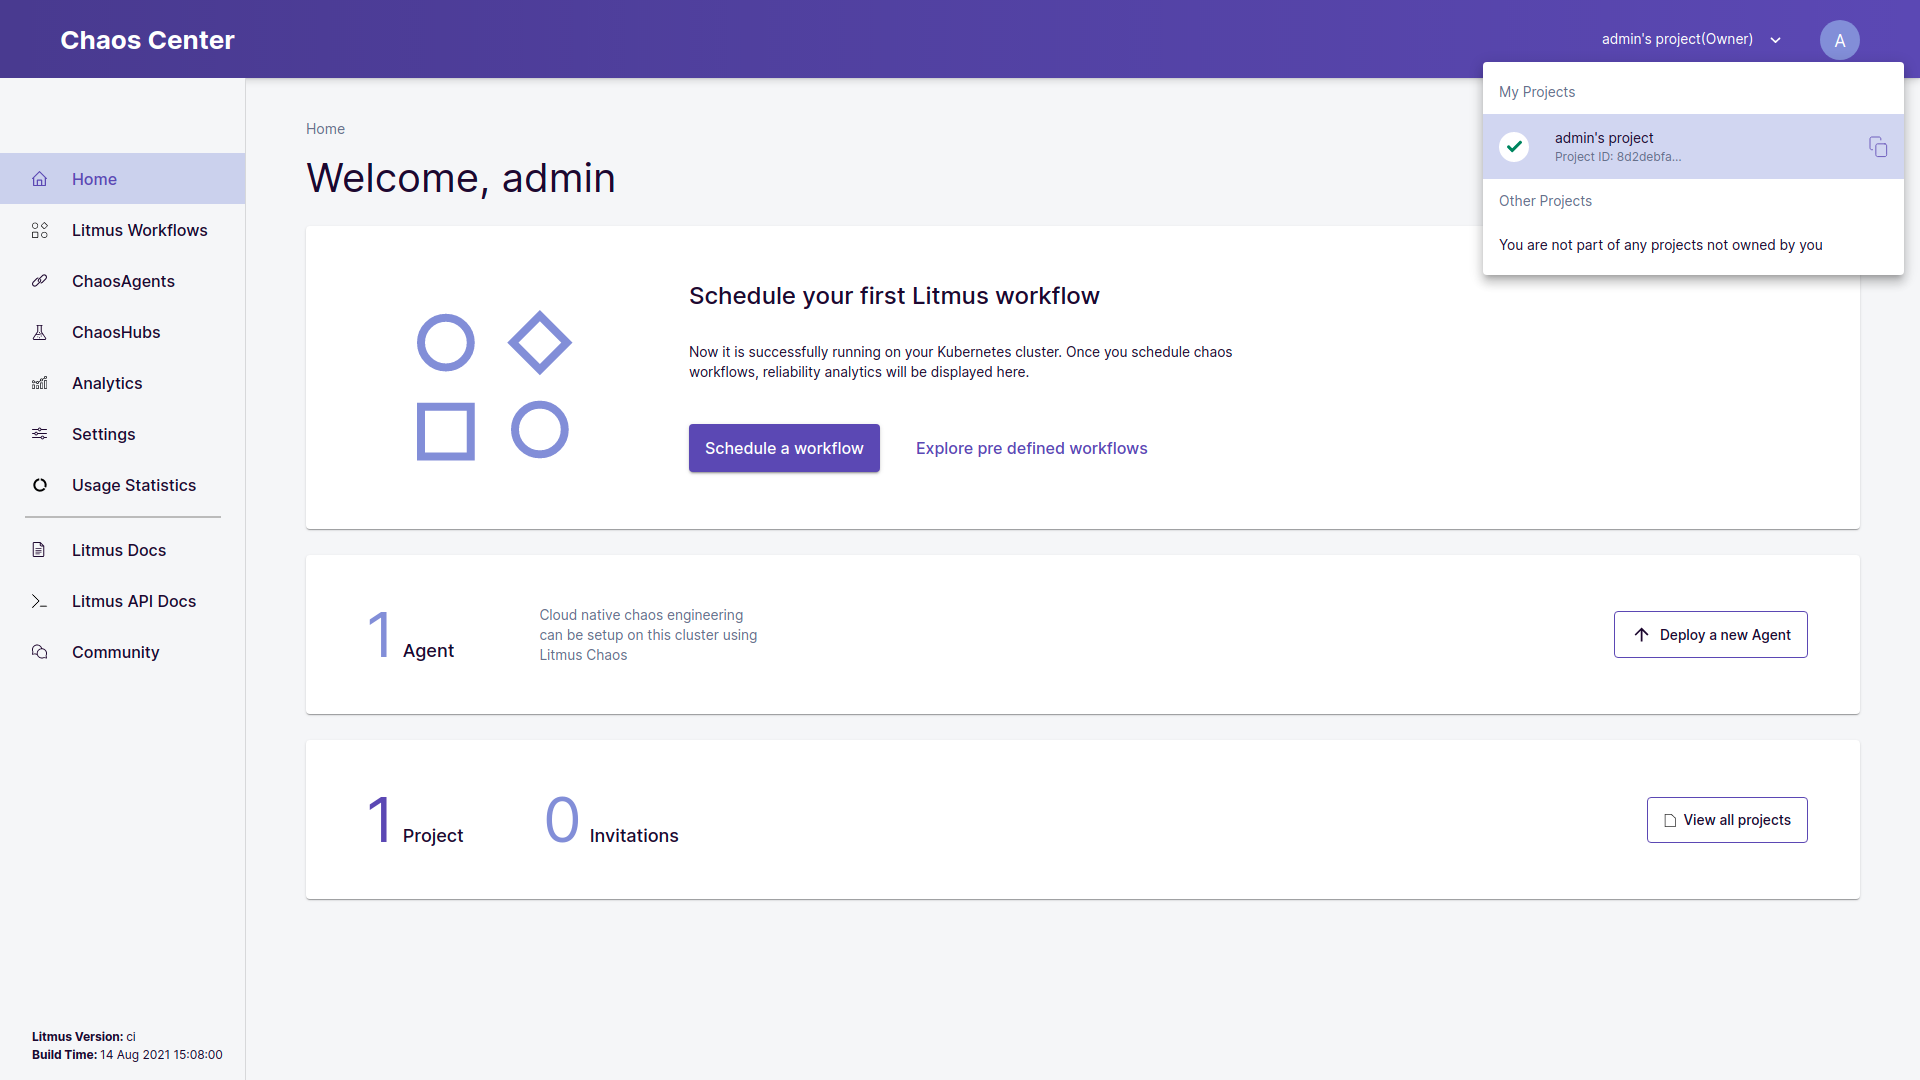 Chaos Center
admin's project(Owner)
A
My Projects
admin's project
Project ID: 8d2debfa...
Other Projects
You are not part of any projects not owned by you
Home
Litmus Workflows
ChaosAgents
ChaosHubs
Analytics
Settings
Usage Statistics
Litmus Docs
Litmus API Docs
Community
Litmus Version: ci
Build Time: 14 Aug 2021 15:08:00
Home
Welcome, admin
Schedule your first Litmus workflow
Now it is successfully running on your Kubernetes cluster. Once you schedule chaos
workflows, reliability analytics will be displayed here.
Schedule a workflow
Explore pre defined workflows
1 Agent
Cloud native chaos engineering
can be setup on this cluster using
Litmus Chaos
Deploy a new Agent
1 Project
0 Invitations
View all projects